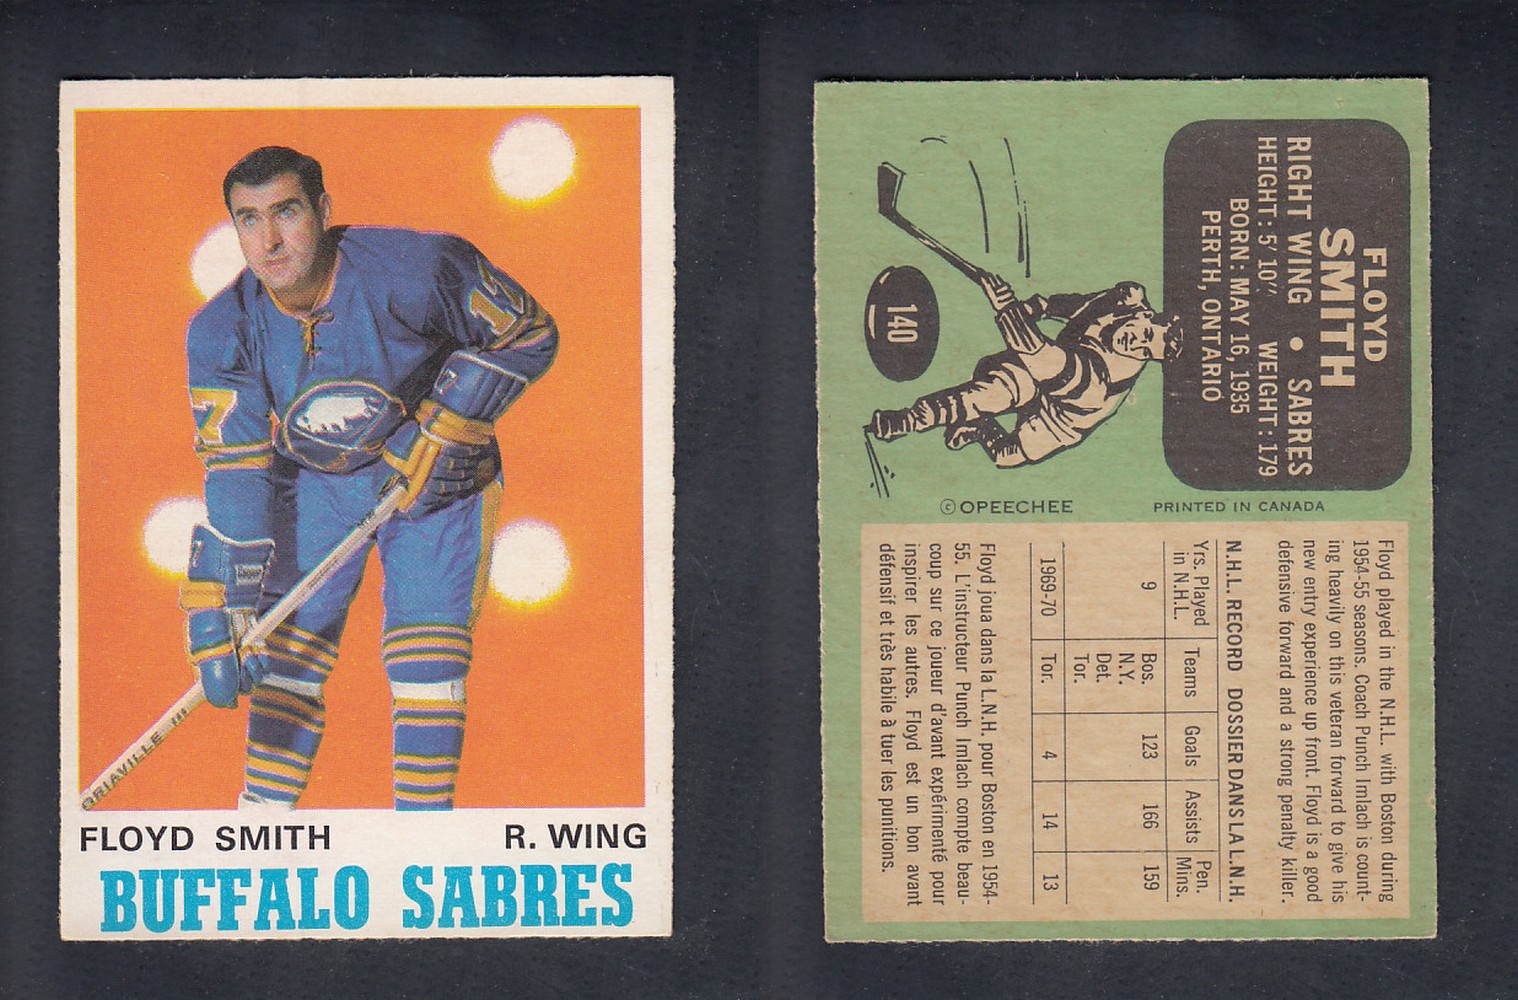 17
7
7
7
ORIAVILLE III
FLOYD SMITH R. WING
BUFFALO SABRES
FLOYD
SMITH
RIGHT WING • SABRES
HEIGHT: 5' 10" WEIGHT: 179
BORN: MAY 16, 1935
PERTH, ONTARIO
140
© OPEECHEE PRINTED IN CANADA
Floyd played in the N.H.L. with Boston during
1954-55 seasons. Coach Punch Imlach is count-
ing heavily on this veteran forward to give his
new entry experience up front. Floyd is a good
defensive forward and a strong penalty killer.
N.H.L. RECORD DOSSIER DANS LA L.N.H.
Yrs. Played in N.H.L. Teams Goals Assists Pen. Mins.
9 Bos. 123 166 159
N.Y.
Det.
Tor.
1969-70 Tor. 4 14 13
Floyd joua dans la L.N.H. pour Boston en 1954-
55. L'instructeur Punch Imlach compte beau-
coup sur ce joueur d'avant expérimenté pour
inspirer les autres. Floyd est un bon avant
défensif et très habile à tuer les punitions.